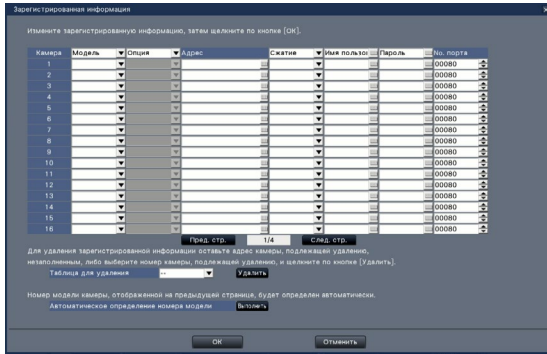 Зарегистрированная информация
Измените зарегистрированную информацию, затем щелкните по кнопке [OK].
Камера Модель Опция Адрес Сжатие Имя пользо Пароль No. порта
1 00080
2 00080
3 00080
4 00080
5 00080
6 00080
7 00080
8 00080
9 00080
10 00080
11 00080
12 00080
13 00080
14 00080
15 00080
16 00080
Пред. стр. 1/4 След. стр.
Для удаления зарегистрированной информации оставьте адрес камеры, подлежащей удалению,
незаполненным, либо выберите номер камеры, подлежащей удалению, и щелкните по кнопке [Удалить].
Таблица для удаления -- Удалить
Номер модели камеры, отображенной на предыдущей странице, будет определен автоматически.
Автоматическое определение номера модели Выполнить
OK Отменить